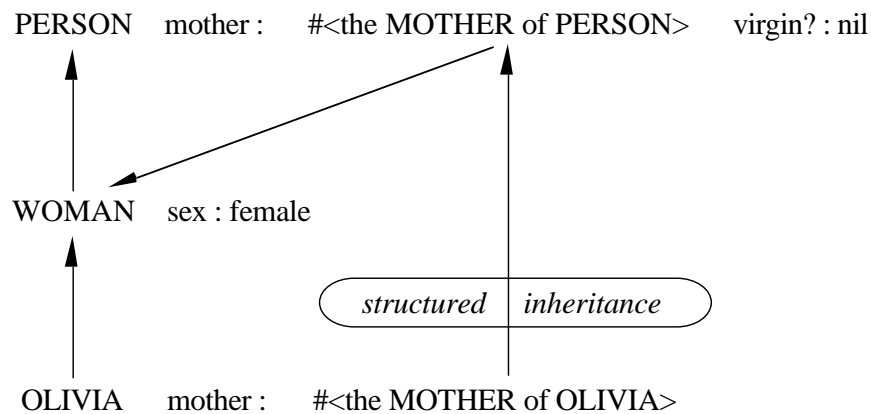 PERSON mother : #<the MOTHER of PERSON> virgin? : nil
WOMAN sex : female
structured inheritance
OLIVIA mother : #<the MOTHER of OLIVIA>